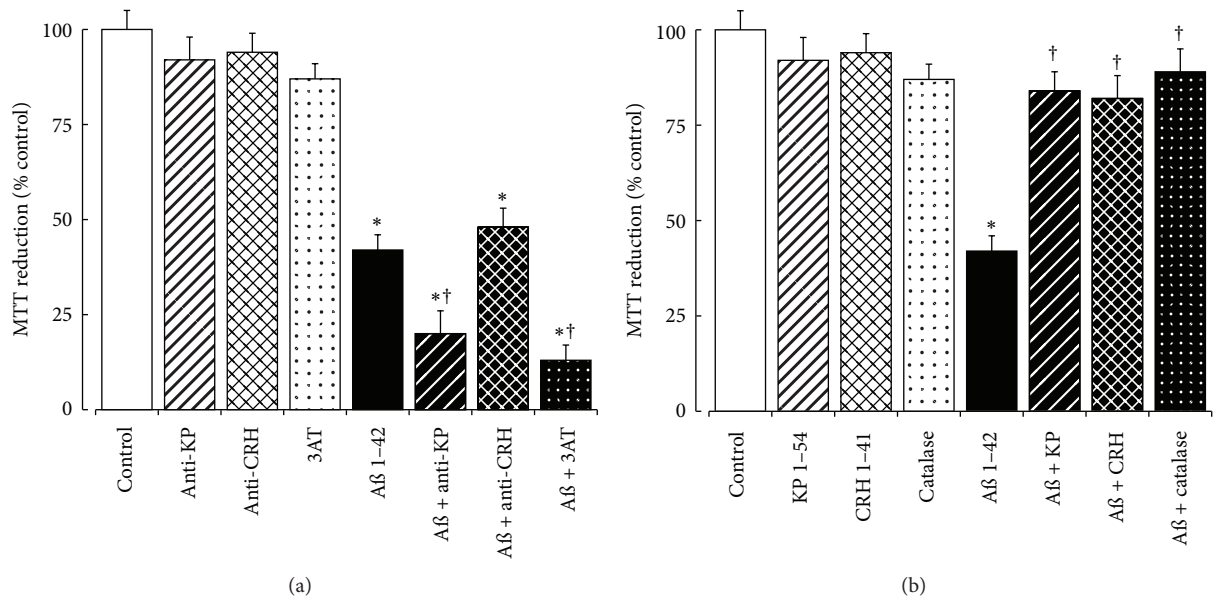 MTT reduction (% control)
100
75
50
25
0
*
*†
*
*†
Control
Anti-KP
Anti-CRH
3AT
Aß 1–42
Aß + anti-KP
Aß + anti-CRH
Aß + 3AT
(a)
MTT reduction (% control)
100
75
50
25
0
*
†
†
†
Control
KP 1–54
CRH 1–41
Catalase
Aß 1–42
Aß + KP
Aß + CRH
Aß + catalase
(b)